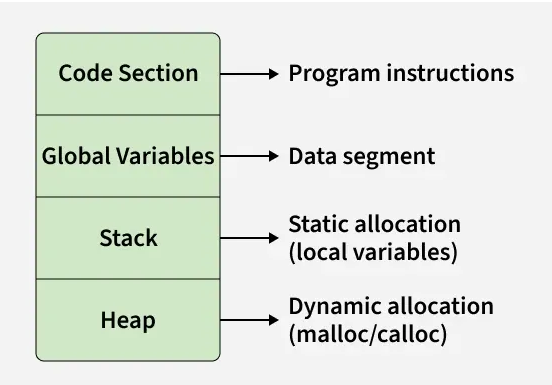 Code Section
Program instructions
Global Variables
Data segment
Stack
Static allocation
(local variables)
Heap
Dynamic allocation
(malloc/calloc)